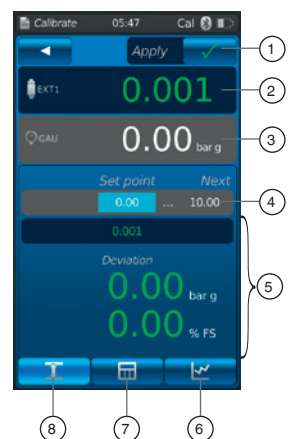 Calibrate 05:47 Cal
Apply 1
EXT1 0.001 2
GAU 0.00 bar g 3
Set point Next
0.00 ... 10.00 4
0.001
Deviation
0.00 bar g 5
0.00 % FS
8 7 6